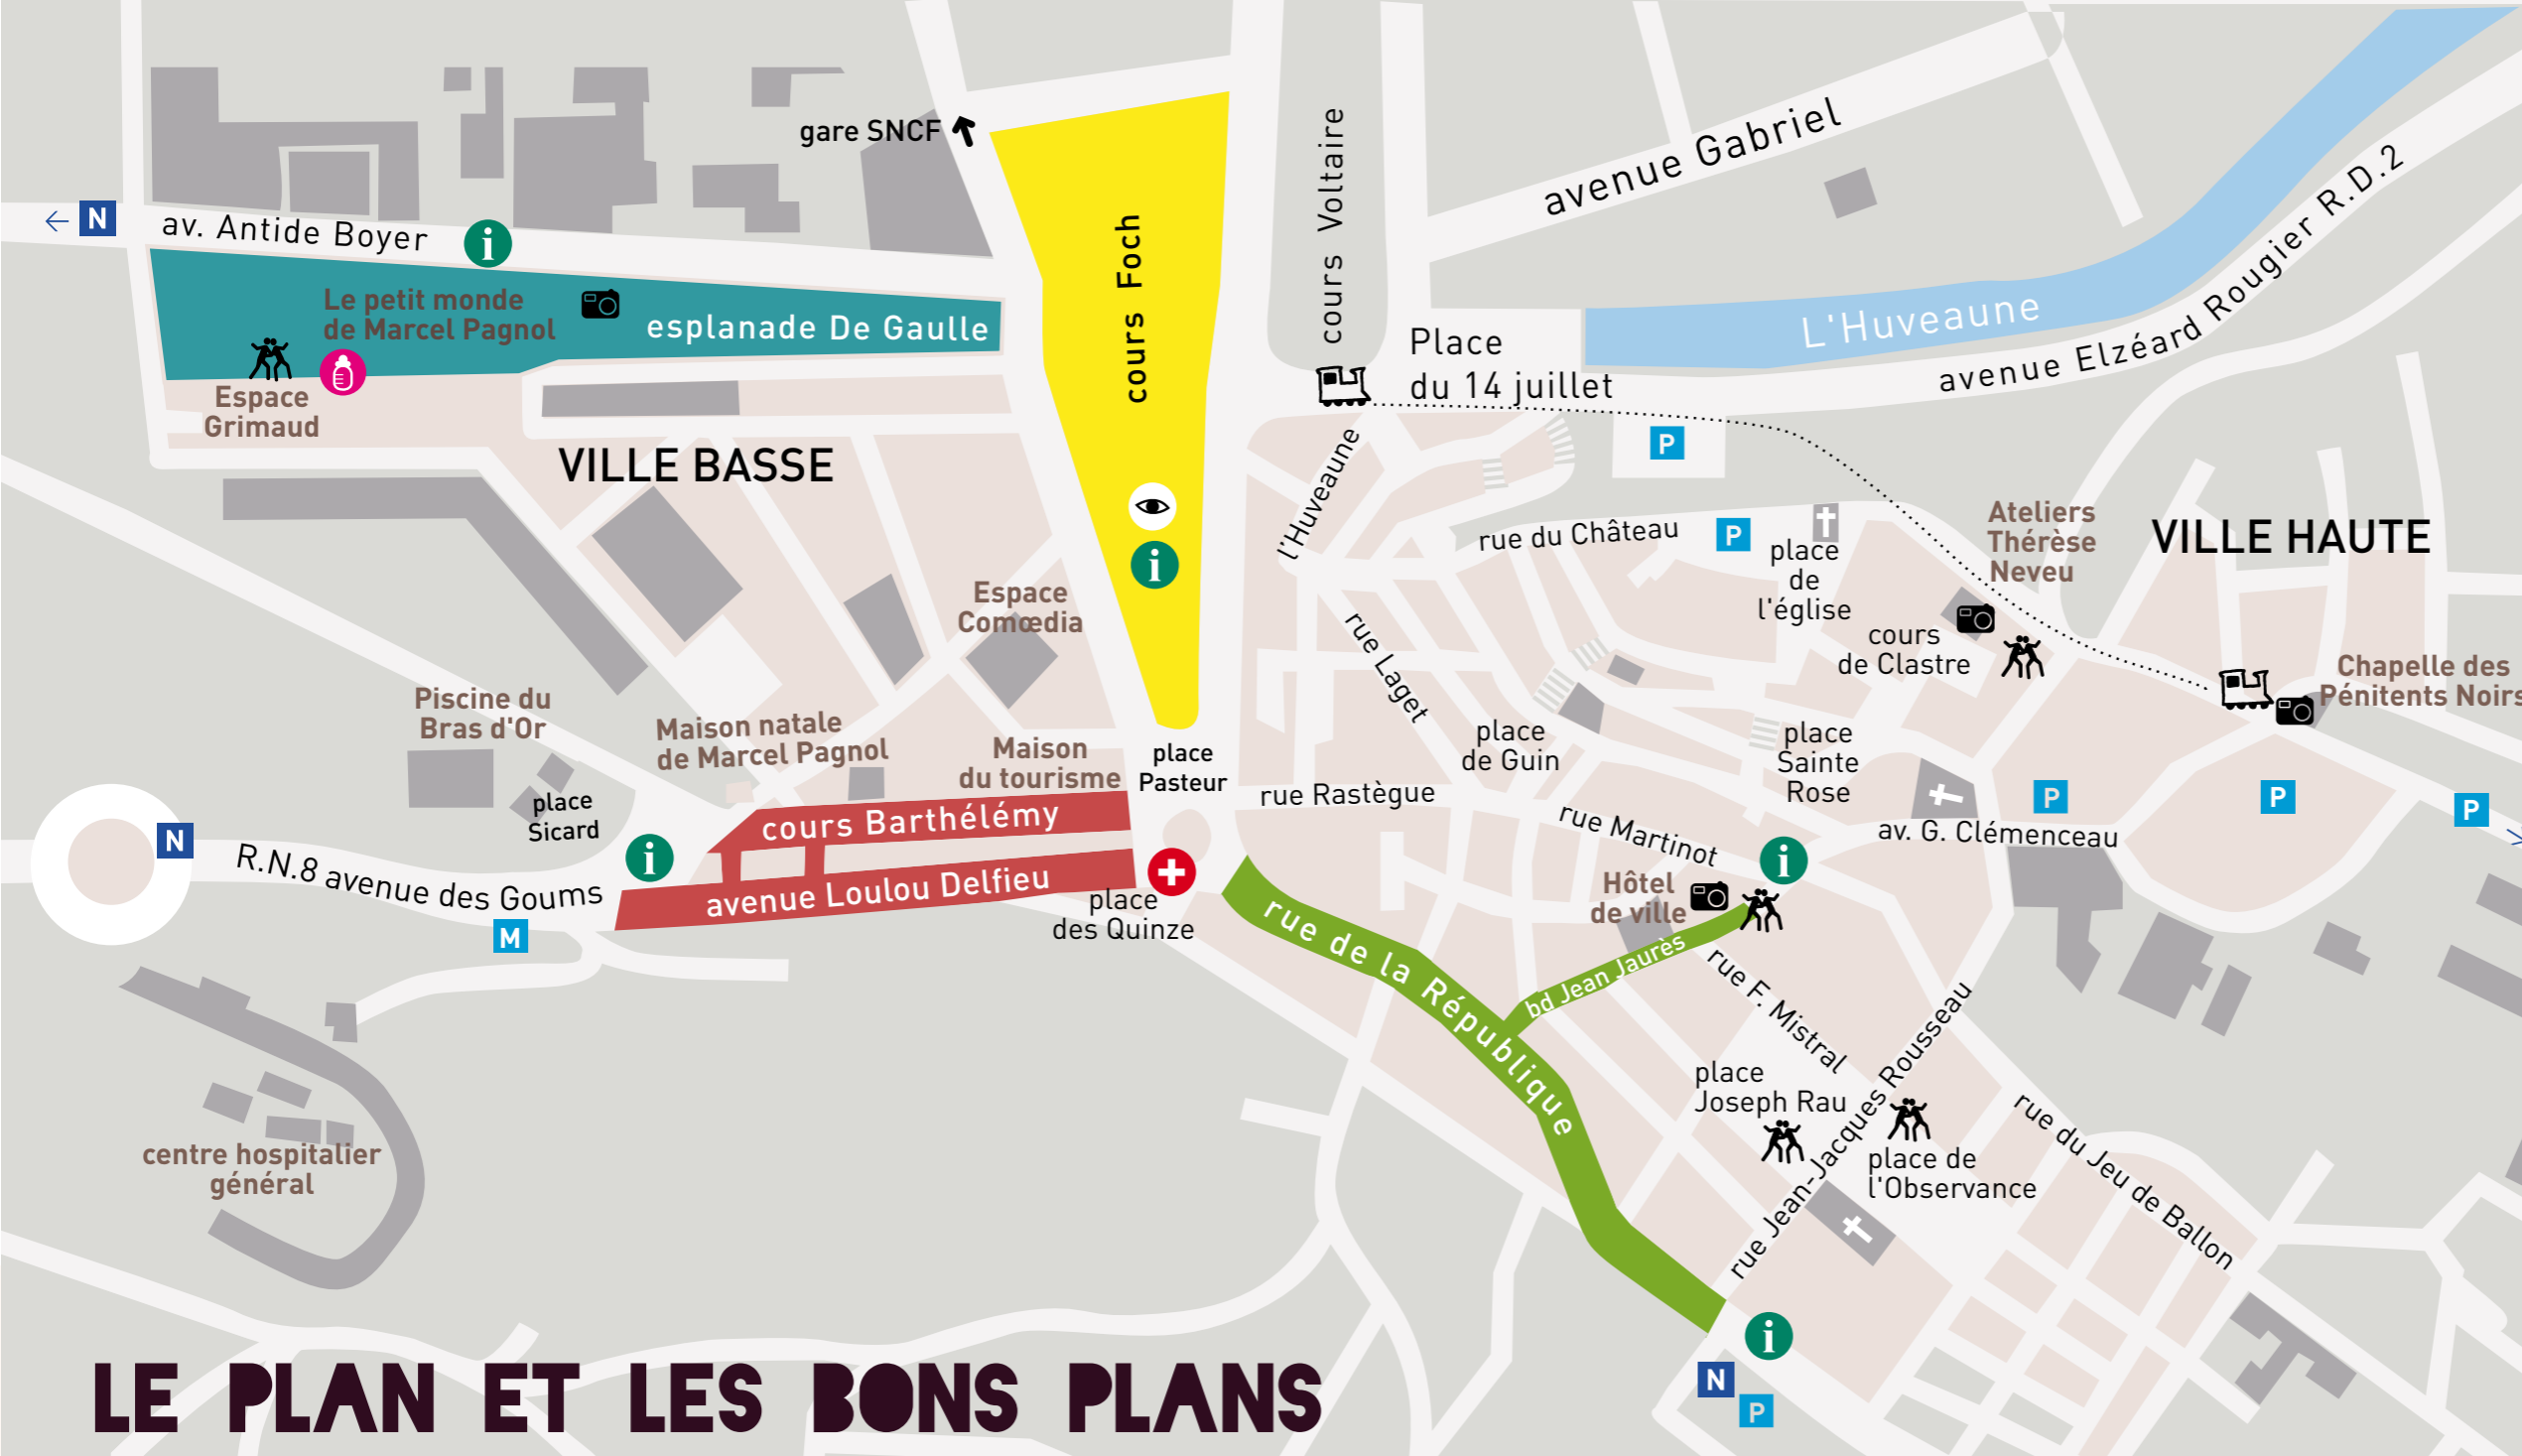 gare SNCF
cours Foch
cours Voltaire
avenue Gabriel
N
av. Antide Boyer
i
Le petit monde
de Marcel Pagnol
esplanade De Gaulle
Espace
Grimaud
L'Huveaune
avenue Elzéard Rougier R.D.2
Place
du 14 juillet
P
VILLE BASSE
l'Huveaune
rue du Château
P
place
de
l'église
Ateliers
Thérèse
Neveu
VILLE HAUTE
i
Espace
Comœdia
rue Laget
cours
de Clastre
Chapelle des
Pénitents Noirs
Piscine du
Bras d'Or
Maison natale
de Marcel Pagnol
Maison
du tourisme
place
Pasteur
place
de Guin
place
Sainte
Rose
place
Sicard
rue Rastègue
P
P
P
N
R.N.8 avenue des Goums
M
i
cours Barthélémy
avenue Loulou Delfieu
place
des Quinze
rue Martinot
i
av. G. Clémenceau
Hôtel
de ville
rue de la République
bd Jean Jaurès
rue F. Mistral
rue Jean-Jacques Rousseau
place
Joseph Rau
place de
l'Observance
rue du Jeu de Ballon
centre hospitalier
général
i
N
P
LE PLAN ET LES BONS PLANS